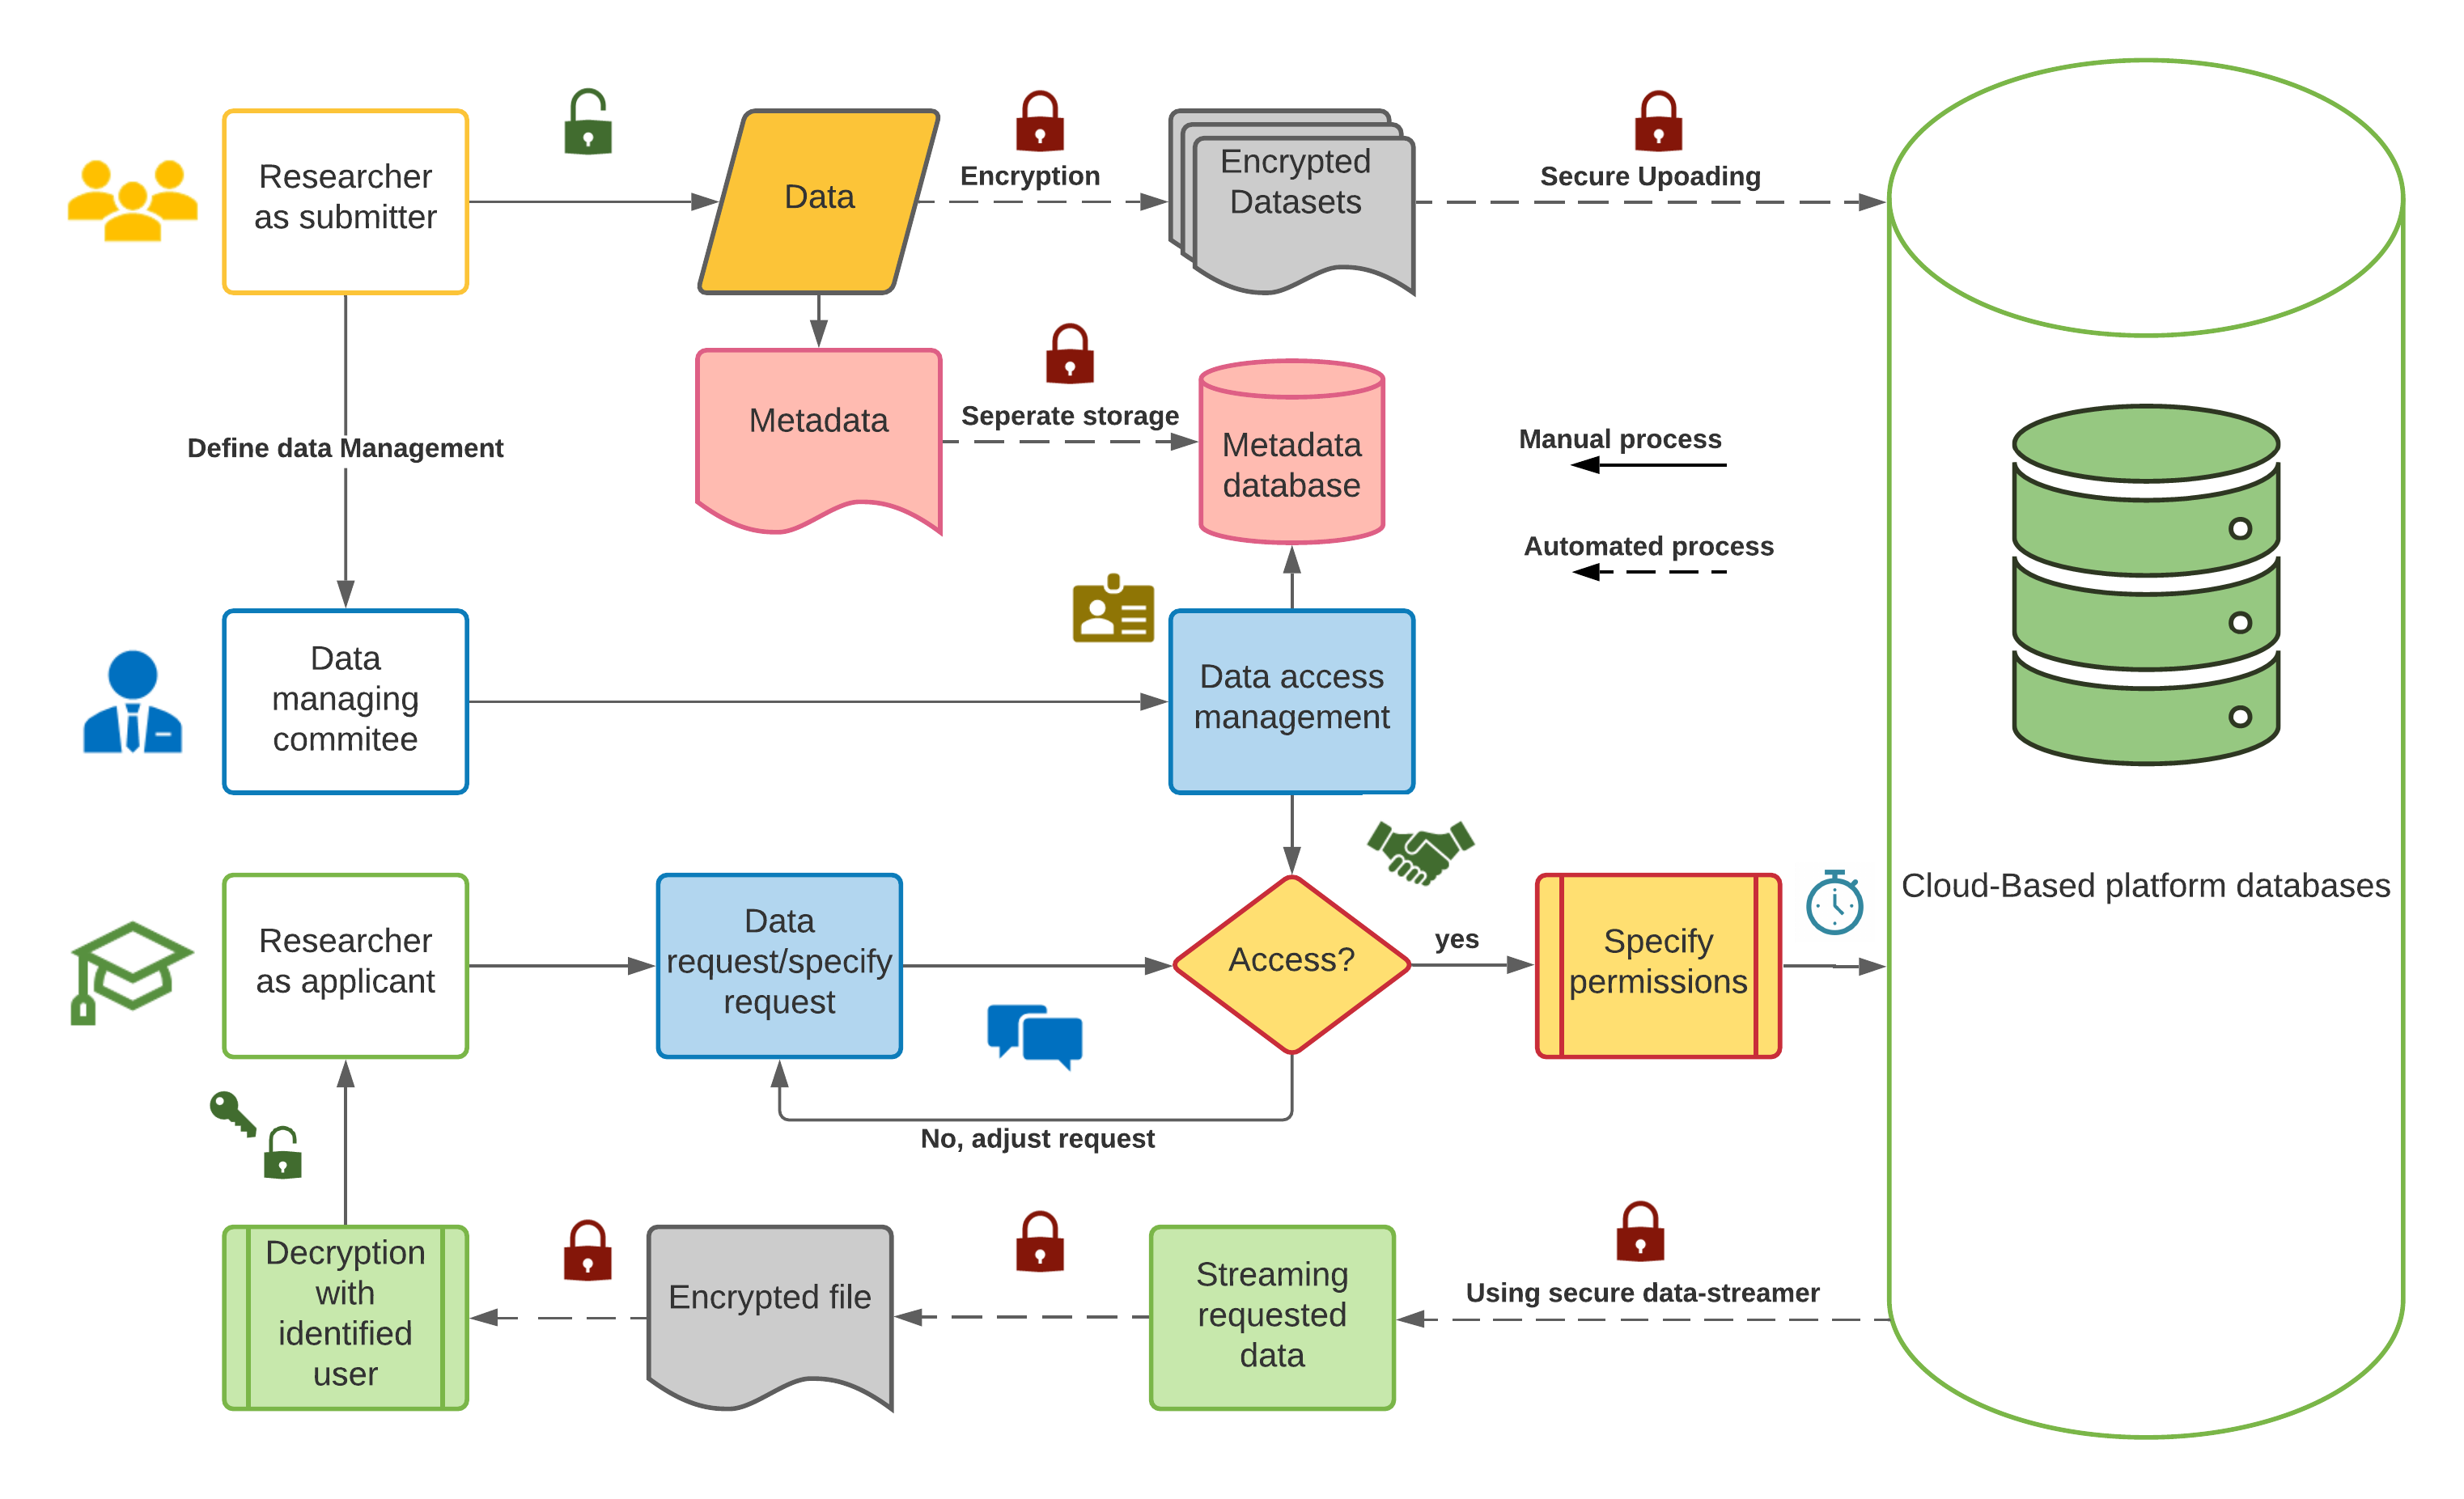 Researcher
as submitter
Data
Encryption
Encrypted
Datasets
Secure Upoading
Metadata
Seperate storage
Metadata
database
Manual process
Automated process
Define data Management
Data
managing
commitee
Data access
management
Cloud-Based platform databases
Researcher
as applicant
Data
request/specify
request
Access?
yes
Specify
permissions
No, adjust request
Decryption
with
identified
user
Encrypted file
Streaming
requested
data
Using secure data-streamer